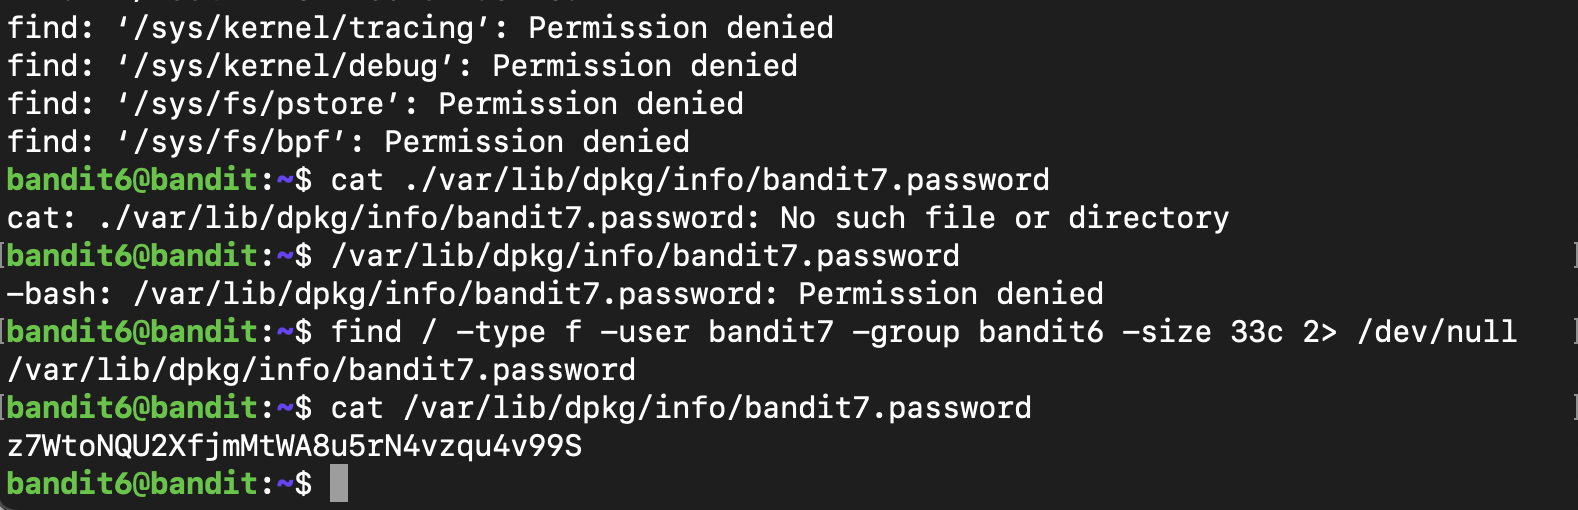 find: ‘/sys/kernel/tracing’: Permission denied
find: ‘/sys/kernel/debug’: Permission denied
find: ‘/sys/fs/pstore’: Permission denied
find: ‘/sys/fs/bpf’: Permission denied
bandit6@bandit:~$ cat ./var/lib/dpkg/info/bandit7.password
cat: ./var/lib/dpkg/info/bandit7.password: No such file or directory
[bandit6@bandit:~$ /var/lib/dpkg/info/bandit7.password ]
-bash: /var/lib/dpkg/info/bandit7.password: Permission denied
[bandit6@bandit:~$ find / -type f -user bandit7 -group bandit6 -size 33c 2> /dev/null ]
/var/lib/dpkg/info/bandit7.password
[bandit6@bandit:~$ cat /var/lib/dpkg/info/bandit7.password ]
z7WtoNQU2XfjmMtWA8u5rN4vzqu4v99S
bandit6@bandit:~$